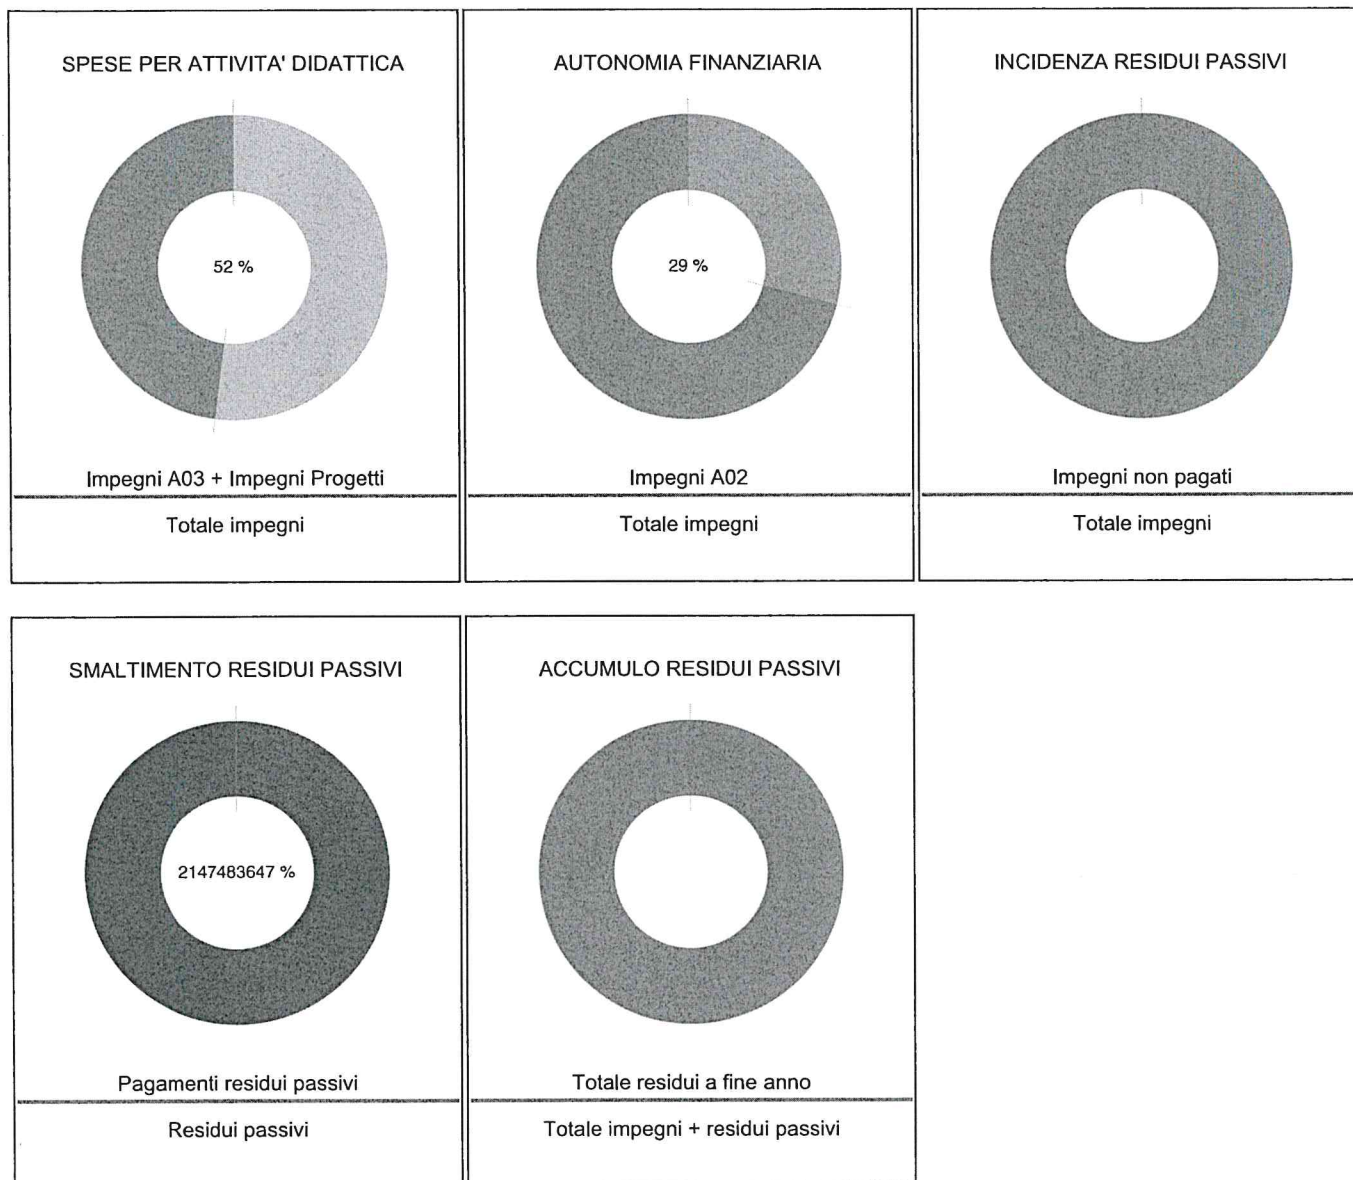 SPESE PER ATTIVITA' DIDATTICA
52 %
Impegni A03 + Impegni Progetti
Totale impegni
AUTONOMIA FINANZIARIA
29 %
Impegni A02
Totale impegni
INCIDENZA RESIDUI PASSIVI
Impegni non pagati
Totale impegni
SMALTIMENTO RESIDUI PASSIVI
2147483647 %
Pagamenti residui passivi
Residui passivi
ACCUMULO RESIDUI PASSIVI
Totale residui a fine anno
Totale impegni + residui passivi